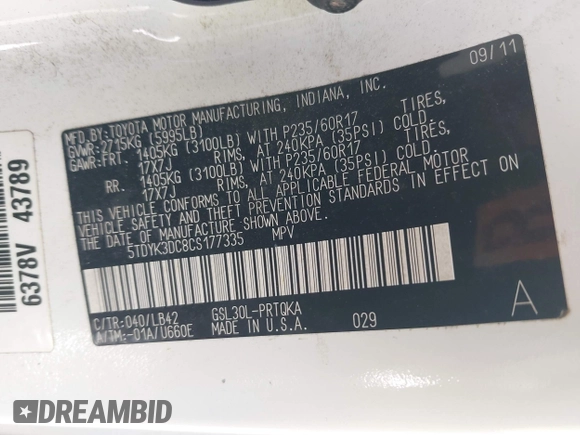 09/11
MFD.BY:TOYOTA MOTOR MANUFACTURING, INDIANA, INC.
GVWR:2715KG (5995LB)
GAWR:FRT. 1405KG (3100LB) WITH P235/60R17 TIRES,
17X7J RIMS, AT 240KPA (35PSI) COLD.
RR. 1405KG (3100LB) WITH P235/60R17 TIRES,
17X7J RIMS, AT 240KPA (35PSI) COLD.
THIS VEHICLE CONFORMS TO ALL APPLICABLE FEDERAL MOTOR
VEHICLE SAFETY AND THEFT PREVENTION STANDARDS IN EFFECT ON
THE DATE OF MANUFACTURE SHOWN ABOVE.
5TDYK3DC8CS177335 MPV
C/TR:040/LB42 GSL30L-PRTQKA
A/TM:-01A/U660E MADE IN U.S.A. 029
A
6378V 43789
DREAMBID